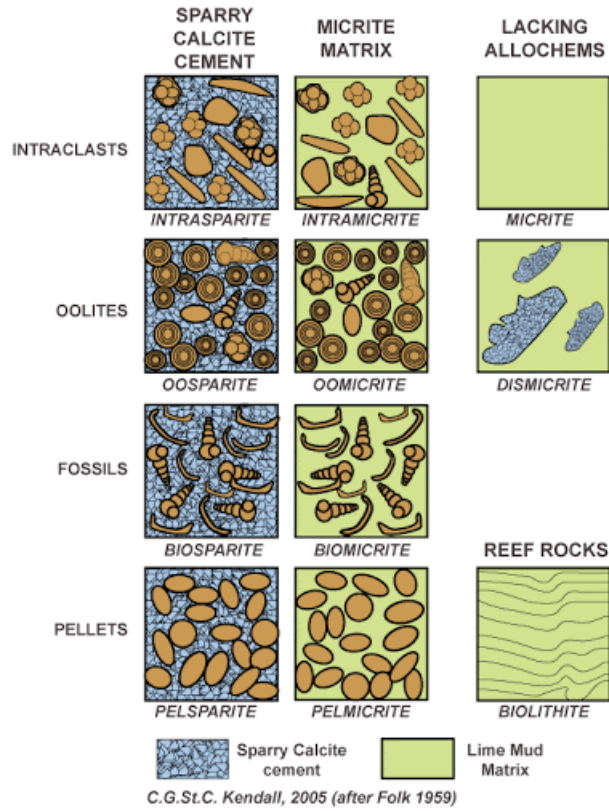 SPARRY
CALCITE
CEMENT
MICRITE
MATRIX
LACKING
ALLOCHEMS
INTRACLASTS
INTRASPARITE
INTRAMICRITE
MICRITE
OOLITES
OOSPARITE
OOMICRITE
DISMICRITE
FOSSILS
BIOSPARITE
BIOMICRITE
REEF ROCKS
PELLETS
PELSPARITE
PELMICRITE
BIOLITHITE
Sparry Calcite
cement
Lime Mud
Matrix
C.G.St.C. Kendall, 2005 (after Folk 1959)